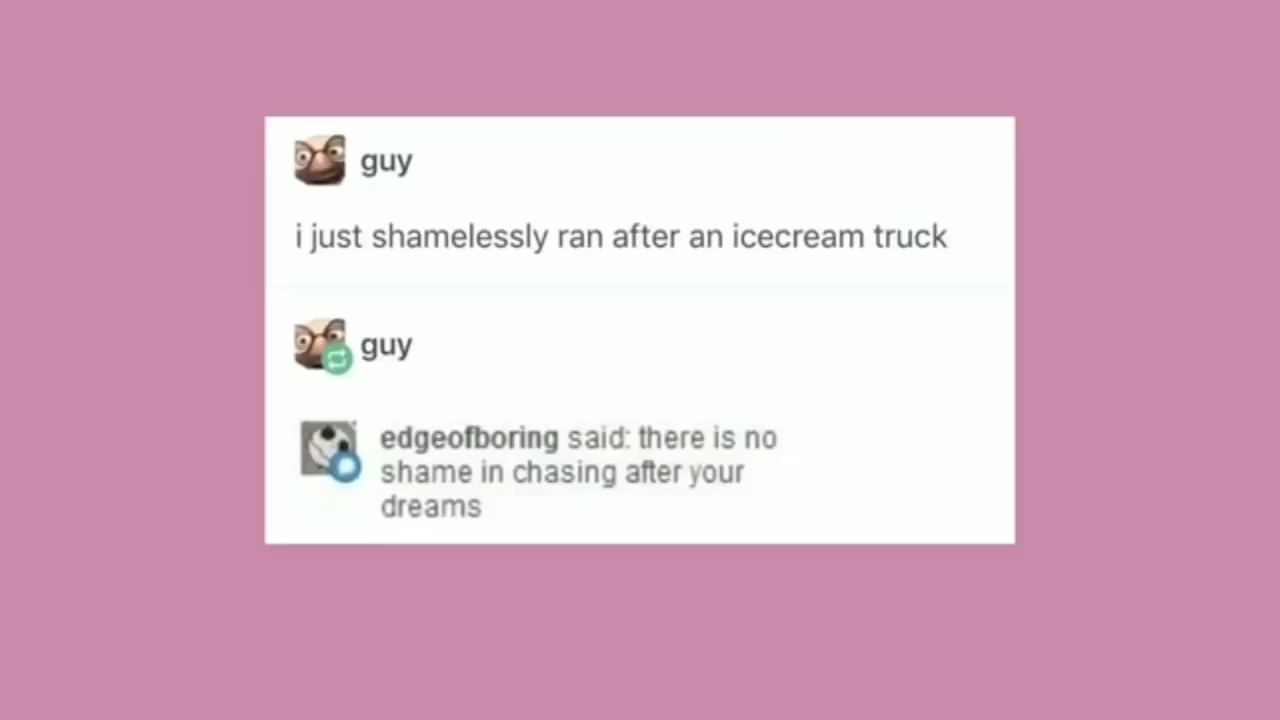 guy
i just shamelessly ran after an icecream truck
guy
edgeofboring said: there is no
shame in chasing after your
dreams